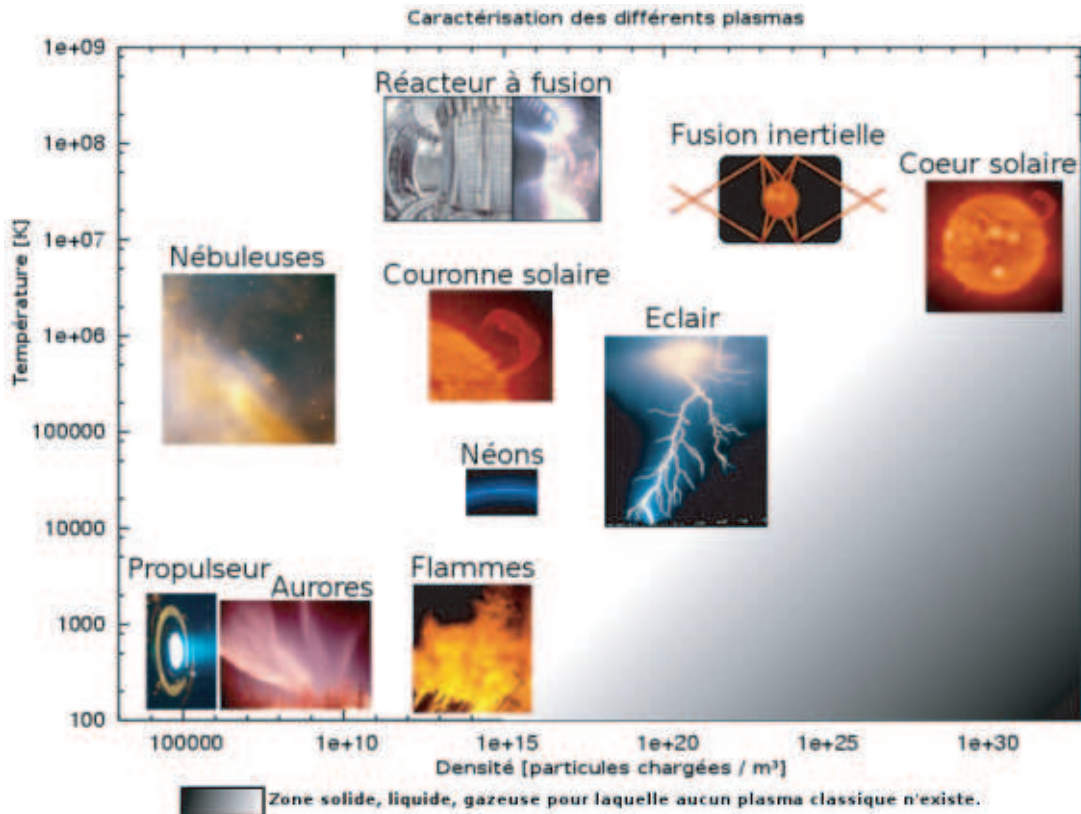 Caractérisation des différents plasmas
1e+09
Réacteur à fusion
1e+08
Fusion inertielle
Coeur solaire
1e+07
Nébuleuses
Couronne solaire
Eclair
1e+06
Température [K]
100000
Néons
10000
Propulseur
Aurores
Flammes
1000
100
100000 1e+10 1e+15 1e+20 1e+25 1e+30
Densité [particules chargées / m³]
Zone solide, liquide, gazeuse pour laquelle aucun plasma classique n'existe.